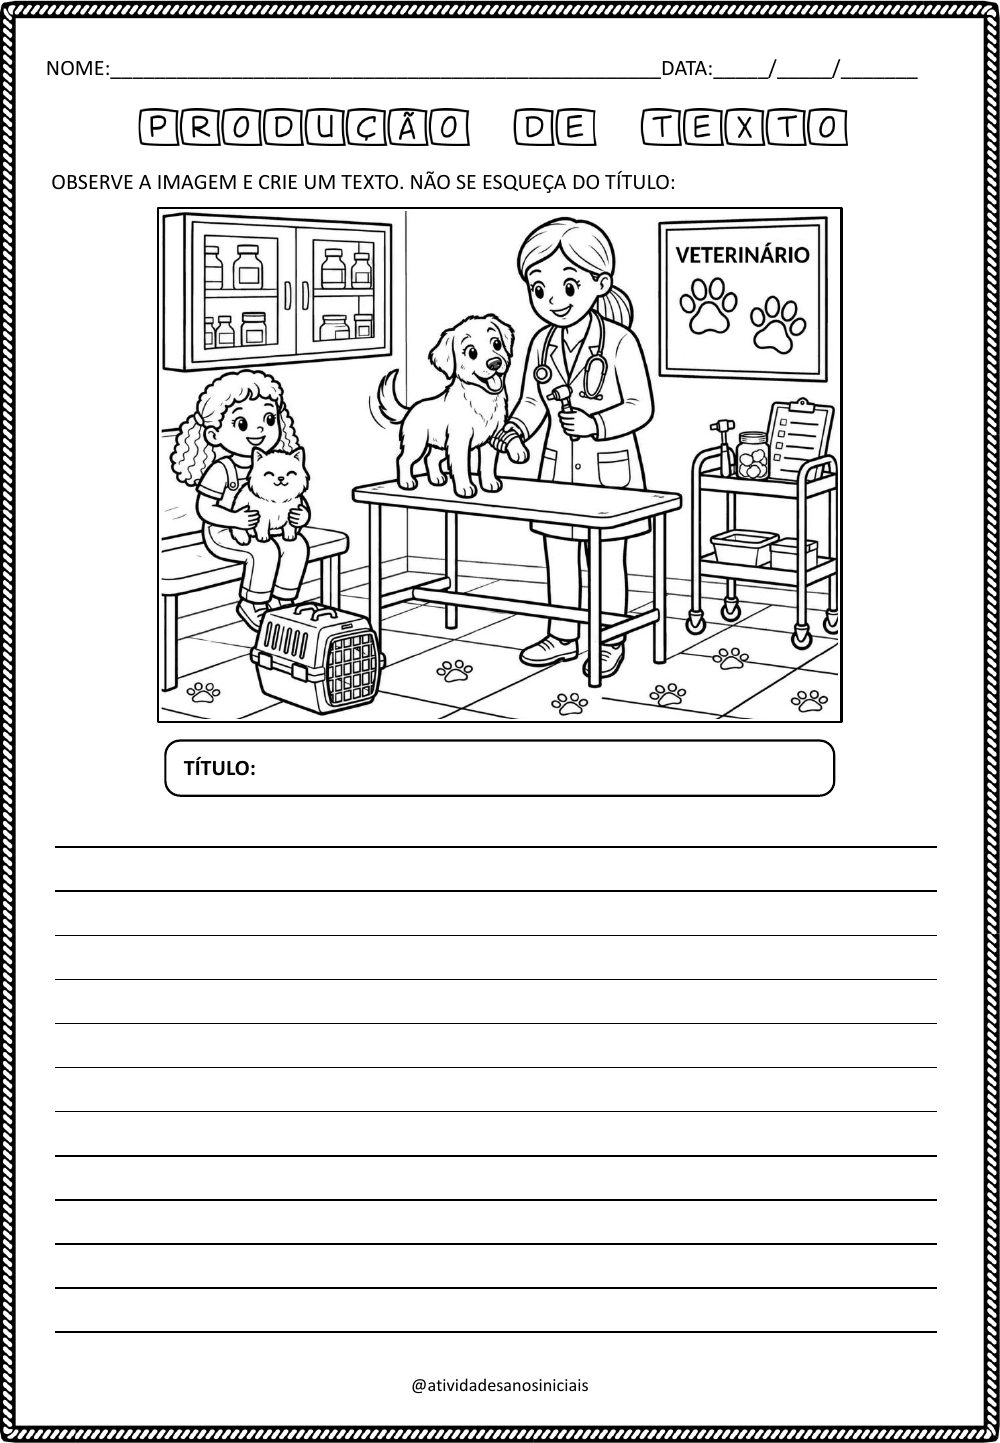 NOME:__________________________________________________DATA:_____/_____/_______
PRODUÇÃO DE TEXTO
OBSERVE A IMAGEM E CRIE UM TEXTO. NÃO SE ESQUEÇA DO TÍTULO:
VETERINÁRIO
TÍTULO:
@atividadesanosiniciais